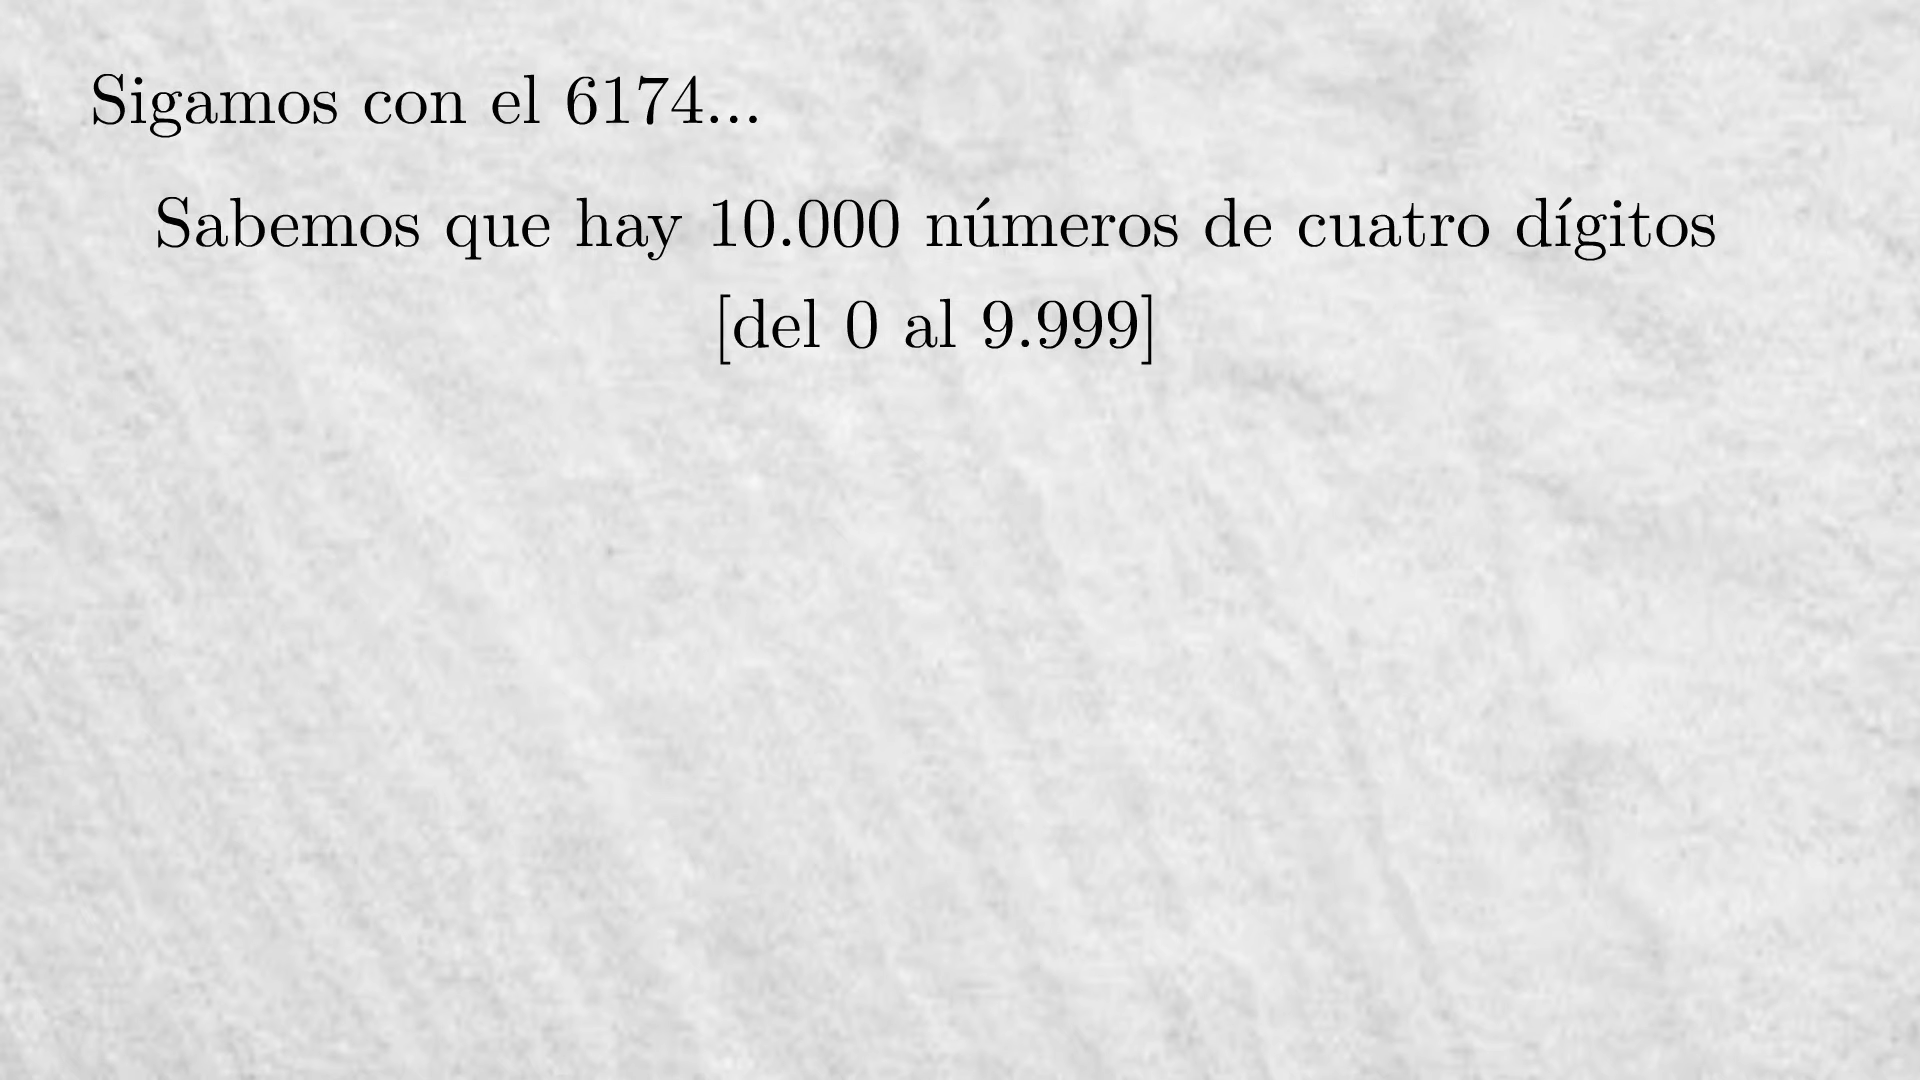 Sigamos con el 6174...
Sabemos que hay 10.000 números de cuatro dígitos
[del 0 al 9.999]